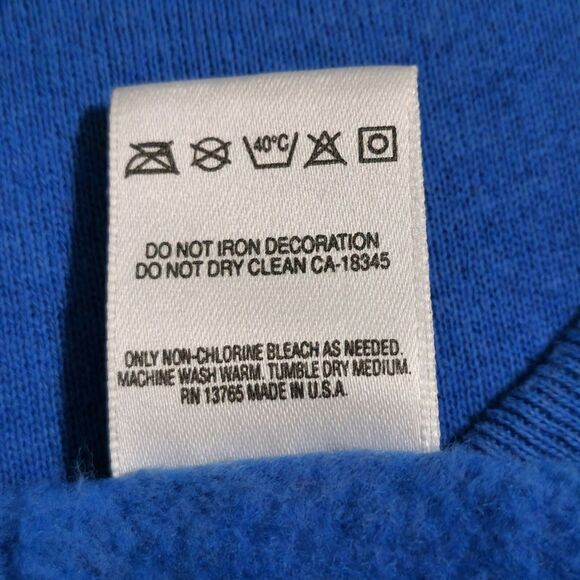 40°C
DO NOT IRON DECORATION
DO NOT DRY CLEAN CA-18345
ONLY NON-CHLORINE BLEACH AS NEEDED.
MACHINE WASH WARM. TUMBLE DRY MEDIUM.
RN 13765 MADE IN U.S.A.